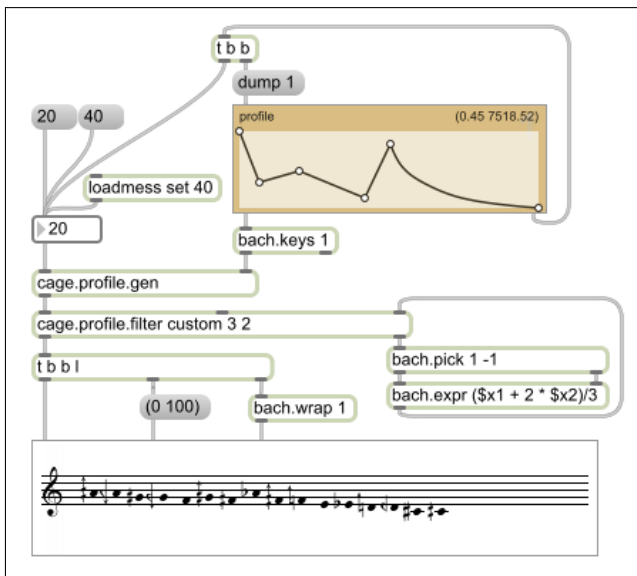 t b b
dump 1
20
40
profile
(0.45 7518.52)
loadmess set 40
20
bach.keys 1
cage.profile.gen
cage.profile.filter custom 3 2
t b b l
bach.pick 1 -1
(0 100)
bach.wrap 1
bach.expr ($x1 + 2 * $x2)/3